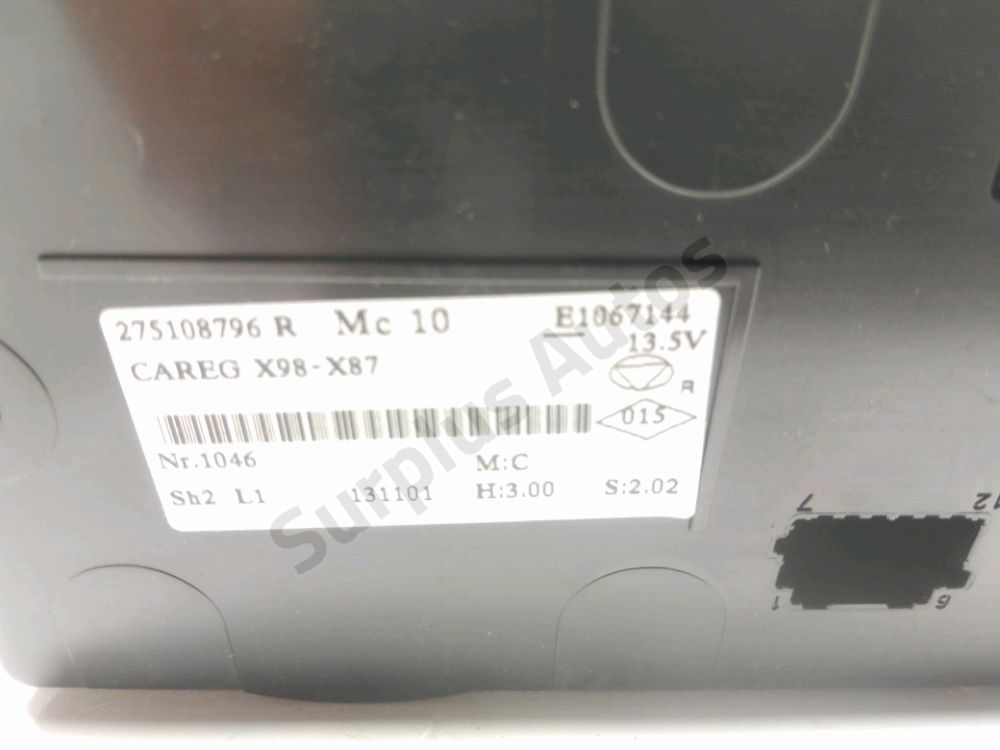 275108796 R Mc 10 E1067144
13.5V
CAREG X98-X87
R
015
Nr.1046 M:C
Sh2 L1 131101 H:3.00 S:2.02
Surplus Autos
7 12
1 6